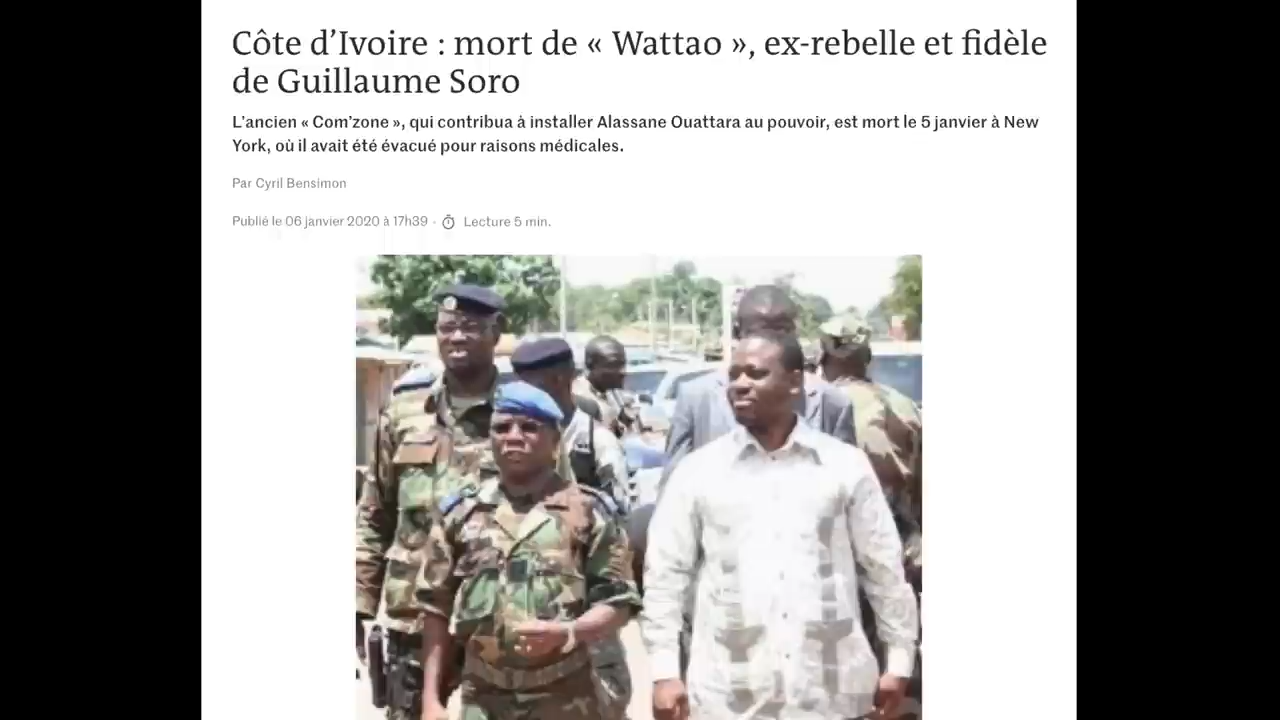 Côte d’Ivoire : mort de « Wattao », ex-rebelle et fidèle
de Guillaume Soro
L’ancien « Com’zone », qui contribua à installer Alassane Ouattara au pouvoir, est mort le 5 janvier à New
York, où il avait été évacué pour raisons médicales.
Par Cyril Bensimon
Publié le 06 janvier 2020 à 17h39 · Lecture 5 min.